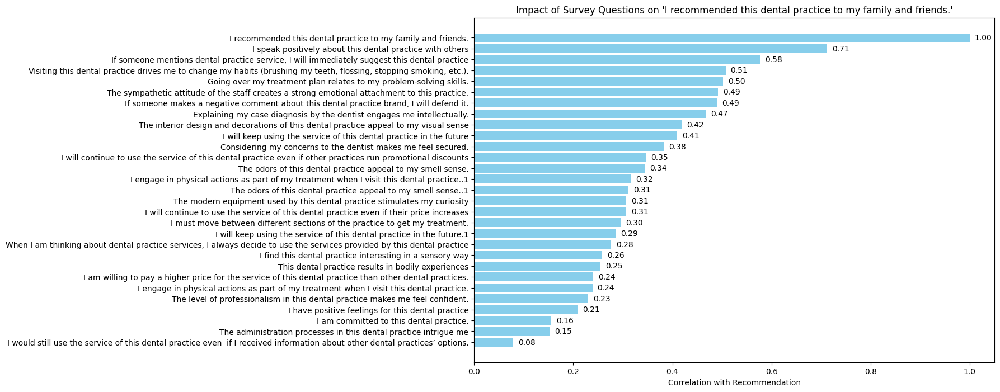 Impact of Survey Questions on 'I recommended this dental practice to my family and friends.'
I recommended this dental practice to my family and friends. 1.00
I speak positively about this dental practice with others 0.71
If someone mentions dental practice service, I will immediately suggest this dental practice 0.58
Visiting this dental practice drives me to change my habits (brushing my teeth, flossing, stopping smoking, etc.). 0.51
Going over my treatment plan relates to my problem-solving skills. 0.50
The sympathetic attitude of the staff creates a strong emotional attachment to this practice. 0.49
If someone makes a negative comment about this dental practice brand, I will defend it. 0.49
Explaining my case diagnosis by the dentist engages me intellectually. 0.47
The interior design and decorations of this dental practice appeal to my visual sense 0.42
I will keep using the service of this dental practice in the future 0.41
Considering my concerns to the dentist makes me feel secured. 0.38
I will continue to use the service of this dental practice even if other practices run promotional discounts 0.35
The odors of this dental practice appeal to my smell sense. 0.34
I engage in physical actions as part of my treatment when I visit this dental practice..1 0.32
The odors of this dental practice appeal to my smell sense..1 0.31
The modern equipment used by this dental practice stimulates my curiosity 0.31
I will continue to use the service of this dental practice even if their price increases 0.31
I must move between different sections of the practice to get my treatment. 0.30
I will keep using the service of this dental practice in the future.1 0.29
When I am thinking about dental practice services, I always decide to use the services provided by this dental practice 0.28
I find this dental practice interesting in a sensory way 0.26
This dental practice results in bodily experiences 0.25
I am willing to pay a higher price for the service of this dental practice than other dental practices. 0.24
I engage in physical actions as part of my treatment when I visit this dental practice. 0.24
The level of professionalism in this dental practice makes me feel confident. 0.23
I have positive feelings for this dental practice 0.21
I am committed to this dental practice. 0.16
The administration processes in this dental practice intrigue me 0.15
I would still use the service of this dental practice even  if I received information about other dental practices’ options. 0.08
0.0 0.2 0.4 0.6 0.8 1.0
Correlation with Recommendation